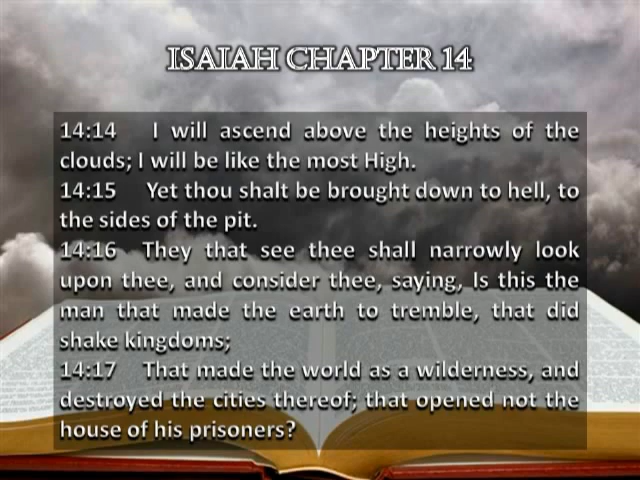 ISAIAH CHAPTER 14
14:14 I will ascend above the heights of the
clouds; I will be like the most High.
14:15 Yet thou shalt be brought down to hell, to
the sides of the pit.
14:16 They that see thee shall narrowly look
upon thee, and consider thee, saying, Is this the
man that made the earth to tremble, that did
shake kingdoms;
14:17 That made the world as a wilderness, and
destroyed the cities thereof; that opened not the
house of his prisoners?